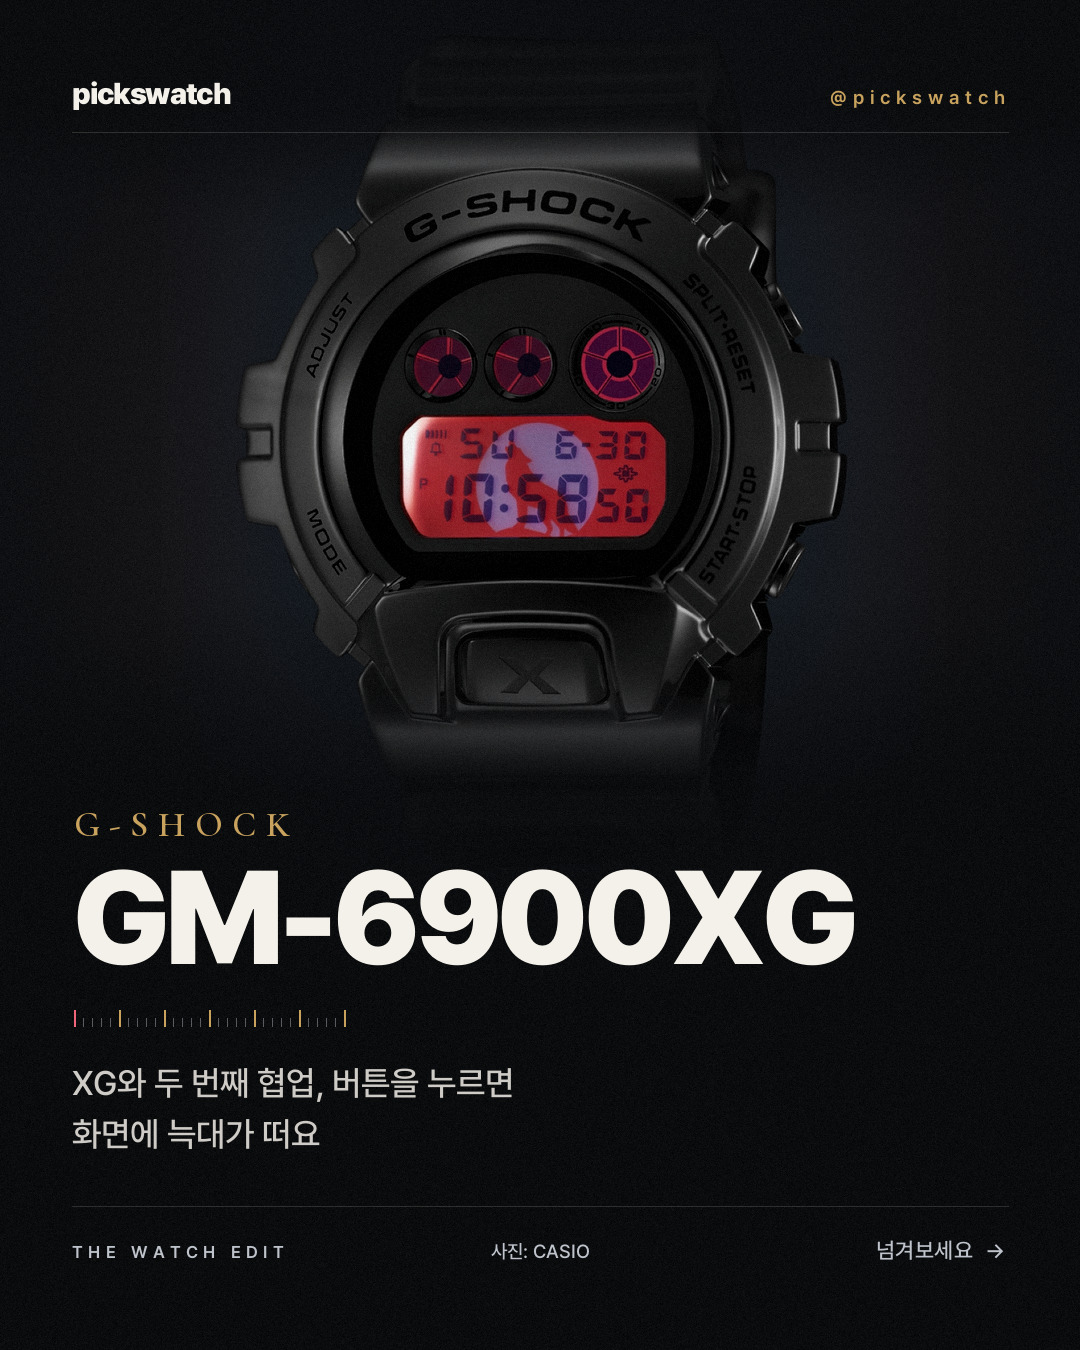 pickswatch
@pickswatch
G-SHOCK
ADJUST
SPLIT·RESET
SU 6-30
P 10:58 50
MODE
START·STOP
X
G-SHOCK
GM-6900XG
XG와 두 번째 협업, 버튼을 누르면
화면에 늑대가 떠요
THE WATCH EDIT
사진: CASIO
넘겨보세요 →